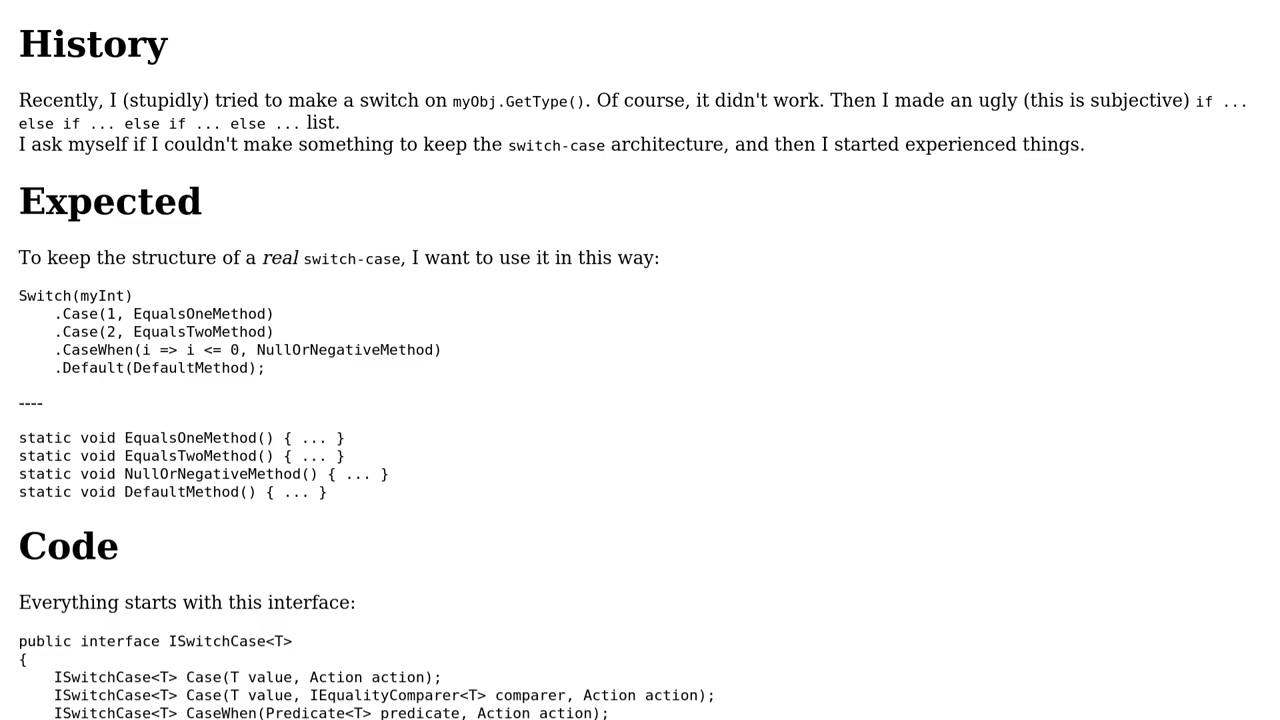 History
Recently, I (stupidly) tried to make a switch on myObj.GetType(). Of course, it didn't work. Then I made an ugly (this is subjective) if ...
else if ... else if ... else ... list.
I ask myself if I couldn't make something to keep the switch-case architecture, and then I started experienced things.
Expected
To keep the structure of a real switch-case, I want to use it in this way:
Switch(myInt)
    .Case(1, EqualsOneMethod)
    .Case(2, EqualsTwoMethod)
    .CaseWhen(i => i <= 0, NullOrNegativeMethod)
    .Default(DefaultMethod);
----
static void EqualsOneMethod() { ... }
static void EqualsTwoMethod() { ... }
static void NullOrNegativeMethod() { ... }
static void DefaultMethod() { ... }
Code
Everything starts with this interface:
public interface ISwitchCase<T>
{
    ISwitchCase<T> Case(T value, Action action);
    ISwitchCase<T> Case(T value, IEqualityComparer<T> comparer, Action action);
    ISwitchCase<T> CaseWhen(Predicate<T> predicate, Action action);